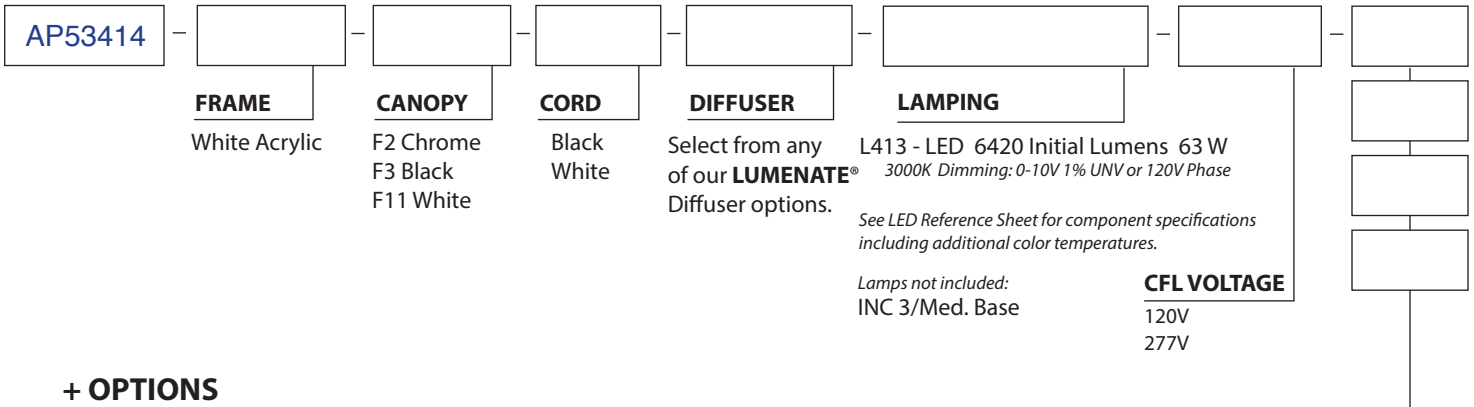 AP53414 – – – – – – –
FRAME
White Acrylic
CANOPY
F2 Chrome
F3 Black
F11 White
CORD
Black
White
DIFFUSER
Select from any
of our LUMENATE®
Diffuser options.
LAMPING
L413 - LED 6420 Initial Lumens 63 W
3000K Dimming: 0-10V 1% UNV or 120V Phase
See LED Reference Sheet for component specifications
including additional color temperatures.
Lamps not included:
INC 3/Med. Base
CFL VOLTAGE
120V
277V
+ OPTIONS